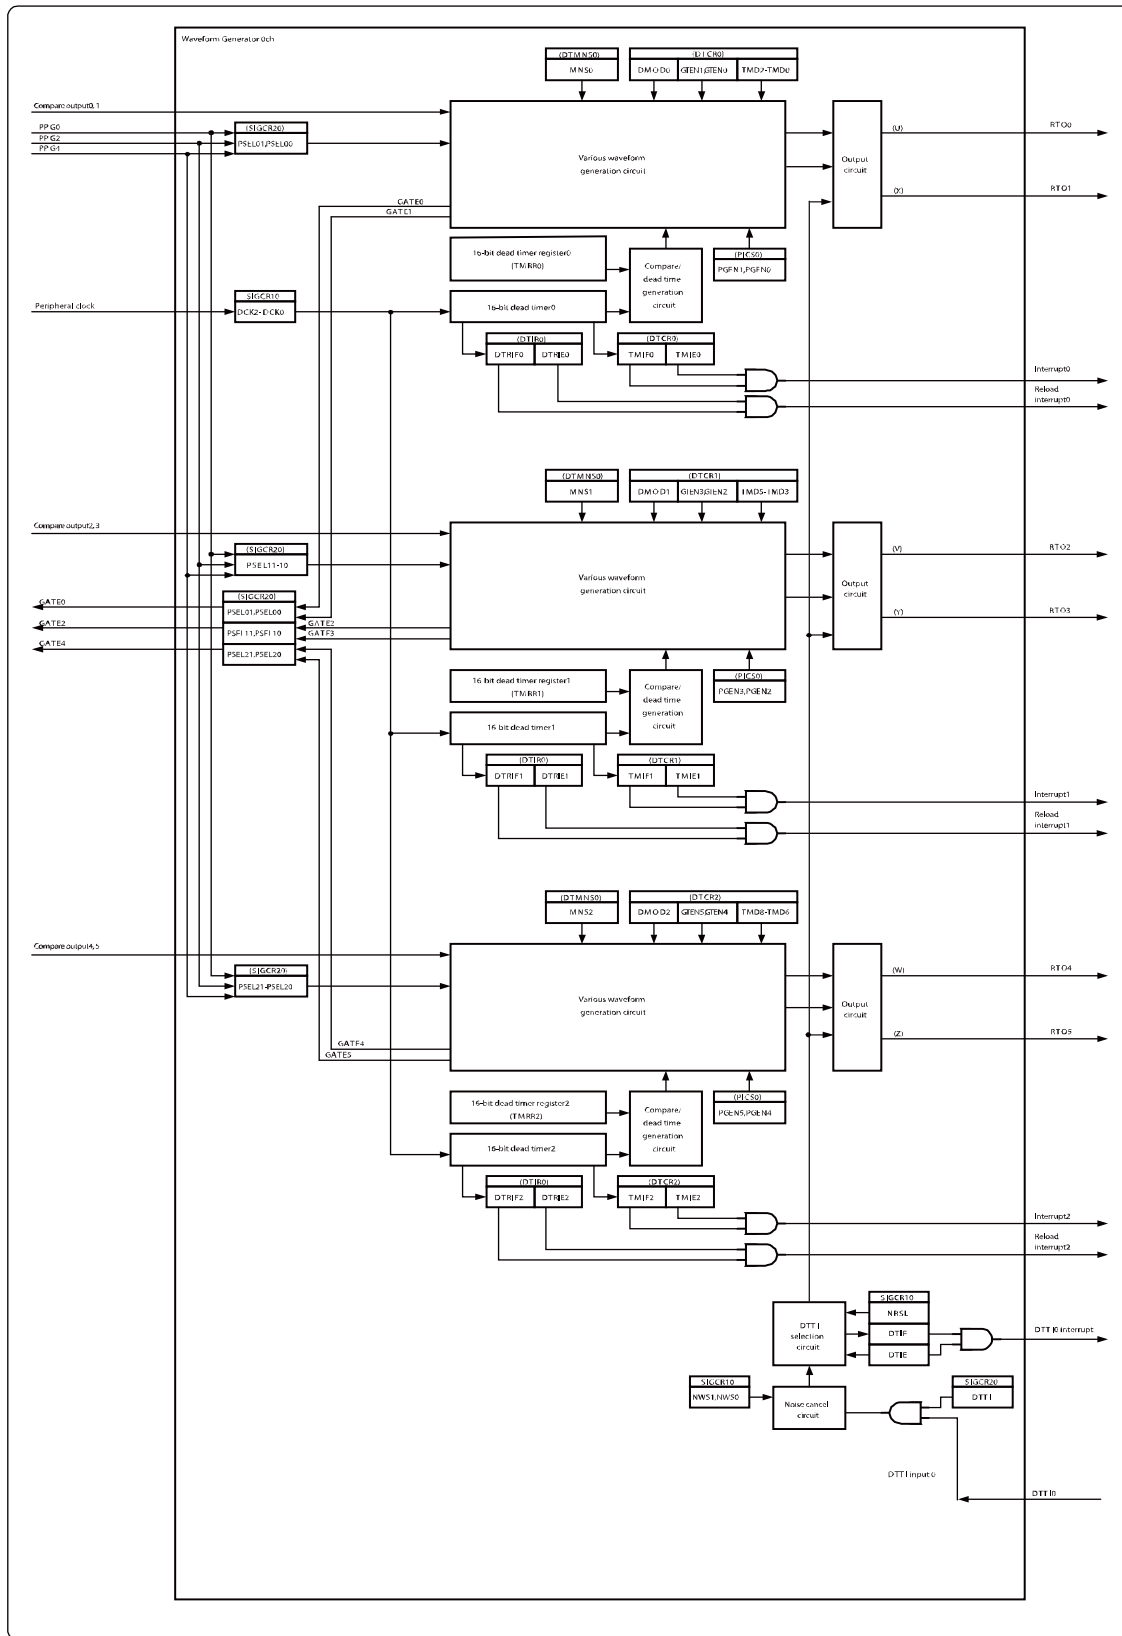 Waveform Generator 0ch
(DTMNS0)
MNS0
(DTCR0)
DMOD0
GTEN1,GTEN0
TMD2-TMD0
Compare output0, 1
PPG0
PPG2
PPG4
(SIGCR20)
PSEL01,PSEL00
Various waveform
generation circuit
Output
circuit
(U)
RTO0
(X)
RTO1
GATE0
GATE1
16-bit dead timer register0
(TMRR0)
Compare/
dead time
generation
circuit
(PICS0)
PGEN1,PGEN0
Peripheral clock
SIGCR10
DCK2-DCK0
16-bit dead timer0
(DTIR0)
DTRIF0
DTRIE0
(DTCR0)
TMIF0
TMIE0
Interrupt0
Reload
interrupt0
(DTMNS0)
MNS1
(DTCR1)
DMOD1
GTEN3,GTEN2
TMD5-TMD3
Compare output2, 3
(SIGCR20)
PSEL11-10
Various waveform
generation circuit
Output
circuit
(V)
RTO2
(Y)
RTO3
GATE0
GATE2
GATE4
(SIGCR20)
PSEL01,PSEL00
PSEL11,PSEL10
PSEL21,PSEL20
GATE2
GATE3
16-bit dead timer register1
(TMRR1)
Compare/
dead time
generation
circuit
(PICS0)
PGEN3,PGEN2
16-bit dead timer1
(DTIR0)
DTRIF1
DTRIE1
(DTCR1)
TMIF1
TMIE1
Interrupt1
Reload
interrupt1
(DTMNS0)
MNS2
(DTCR2)
DMOD2
GTEN5,GTEN4
TMD8-TMD6
Compare output4, 5
(SIGCR20)
PSEL21-PSEL20
Various waveform
generation circuit
Output
circuit
(W)
RTO4
(Z)
RTO5
GATE4
GATE5
16-bit dead timer register2
(TMRR2)
Compare/
dead time
generation
circuit
(PICS0)
PGEN5,PGEN4
16-bit dead timer2
(DTIR0)
DTRIF2
DTRIE2
(DTCR2)
TMIF2
TMIE2
Interrupt2
Reload
interrupt2
DTTI
selection
circuit
SIGCR10
NRSL
DTIF
DTIE
DTTI0 interrupt
SIGCR10
NWS1,NWS0
Noise cancel
circuit
SIGCR20
DTTI
DTTI input 0
DTTI0